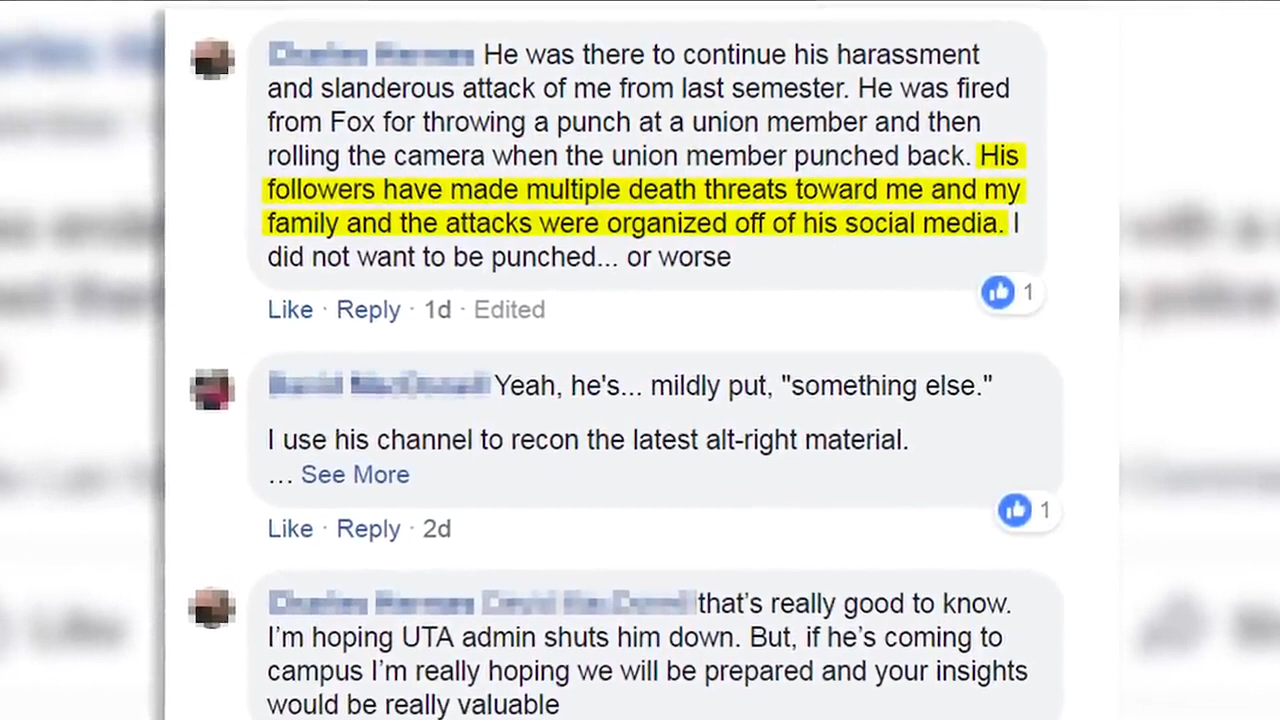 He was there to continue his harassment
and slanderous attack of me from last semester. He was fired
from Fox for throwing a punch at a union member and then
rolling the camera when the union member punched back. His
followers have made multiple death threats toward me and my
family and the attacks were organized off of his social media. I
did not want to be punched... or worse
1
Like · Reply · 1d · Edited
Yeah, he's... mildly put, "something else."
I use his channel to recon the latest alt-right material.
... See More
1
Like · Reply · 2d
that’s really good to know.
I’m hoping UTA admin shuts him down. But, if he’s coming to
campus I’m really hoping we will be prepared and your insights
would be really valuable